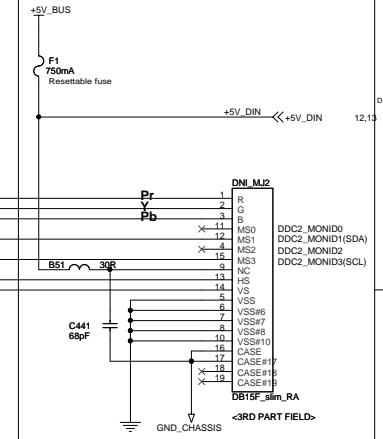 +5V_BUS
F1
750mA
Resettable fuse
D
+5V_DIN
+5V_DIN
12,13
DNI_MJ2
Pr
1
R
Y
2
G
Pb
3
B
11
MS0
DDC2_MONID0
12
MS1
DDC2_MONID1(SDA)
4
MS2
DDC2_MONID2
15
MS3
DDC2_MONID3(SCL)
B51
30R
9
NC
13
HS
14
VS
5
VSS
6
VSS#6
7
VSS#7
8
VSS#8
10
VSS#10
C441
68pF
16
CASE
17
CASE#17
18
CASE#18
19
CASE#19
DB15F_slim_RA
<3RD PART FIELD>
GND_CHASSIS